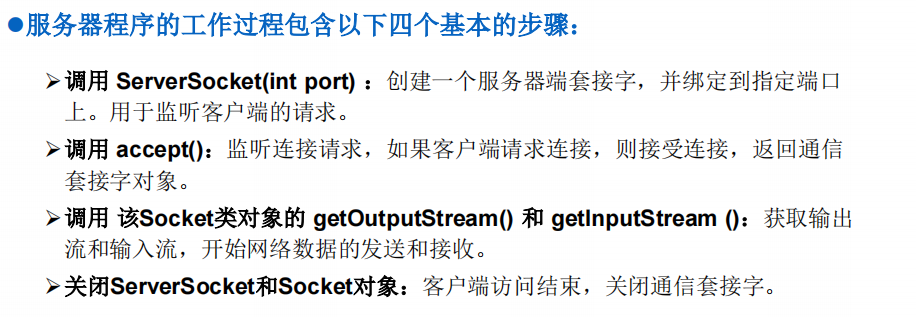 ●服务器程序的工作过程包含以下四个基本的步骤：
➢调用 ServerSocket(int port) ：创建一个服务器端套接字，并绑定到指定端口
上。用于监听客户端的请求。
➢调用 accept()：监听连接请求，如果客户端请求连接，则接受连接，返回通信
套接字对象。
➢调用 该Socket类对象的 getOutputStream() 和 getInputStream ()：获取输出
流和输入流，开始网络数据的发送和接收。
➢关闭ServerSocket和Socket对象：客户端访问结束，关闭通信套接字。